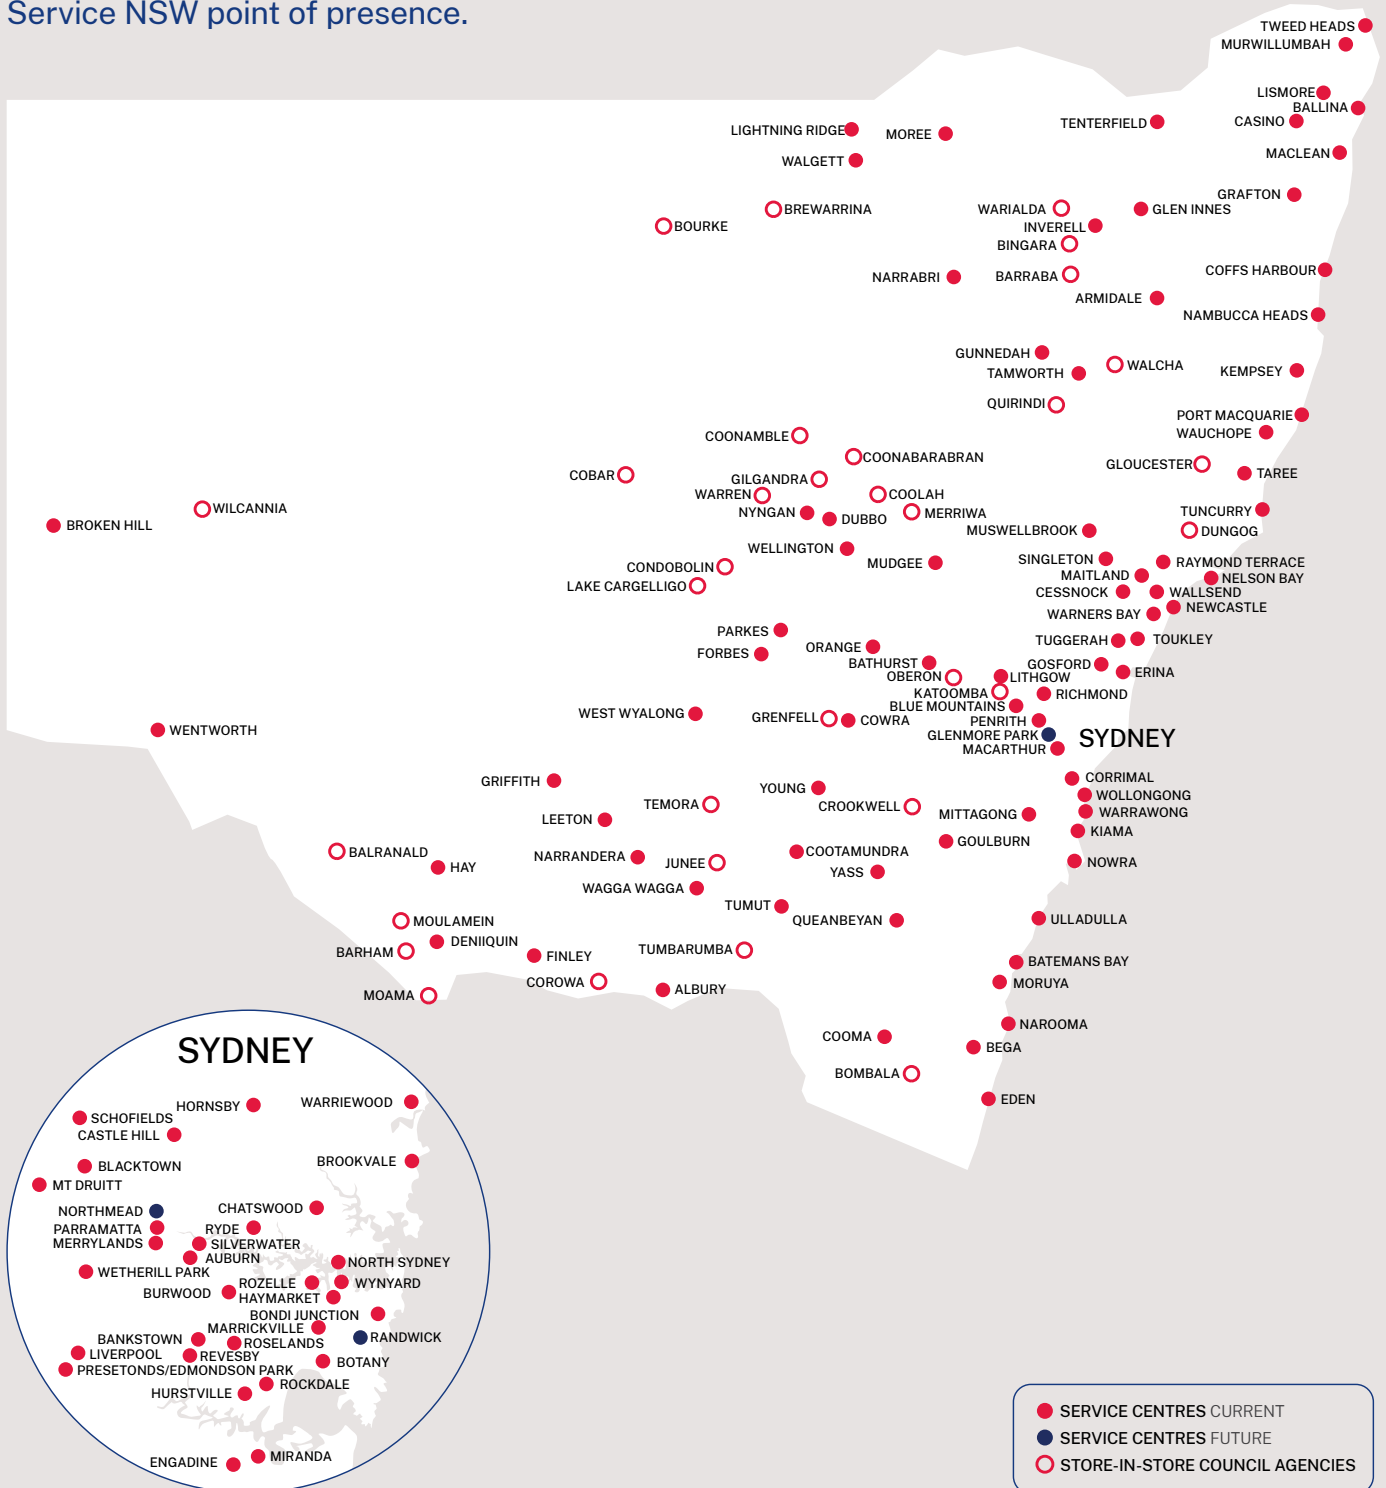 Service NSW point of presence.
TWEED HEADS
MURWILLUMBAH
LISMORE
BALLINA
CASINO
TENTERFIELD
LIGHTNING RIDGE
MOREE
MACLEAN
WALGETT
GRAFTON
BREWARRINA
WARIALDA
GLEN INNES
BOURKE
INVERELL
BINGARA
COFFS HARBOUR
NARRABRI
BARRABA
ARMIDALE
NAMBUCCA HEADS
GUNNEDAH
WALCHA
TAMWORTH
KEMPSEY
QUIRINDI
PORT MACQUARIE
WAUCHOPE
COONAMBLE
COONABARABRAN
GLOUCESTER
TAREE
COBAR
GILGANDRA
WARREN
COOLAH
WILCANNIA
NYNGAN
DUBBO
MERRIWA
TUNCURRY
BROKEN HILL
MUSWELLBROOK
DUNGOG
WELLINGTON
MUDGEE
SINGLETON
RAYMOND TERRACE
CONDOBOLIN
MAITLAND
NELSON BAY
LAKE CARGELLIGO
CESSNOCK
WALLSEND
NEWCASTLE
WARNERS BAY
PARKES
TUGGERAH
TOUKLEY
FORBES
ORANGE
BATHURST
GOSFORD
ERINA
OBERON
LITHGOW
KATOOMBA
RICHMOND
BLUE MOUNTAINS
WEST WYALONG
GRENFELL
COWRA
PENRITH
WENTWORTH
GLENMORE PARK
SYDNEY
MACARTHUR
GRIFFITH
CORRIMAL
YOUNG
WOLLONGONG
TEMORA
CROOKWELL
WARRAWONG
LEETON
MITTAGONG
KIAMA
GOULBURN
BALRANALD
COOTAMUNDRA
HAY
NARRANDERA
JUNEE
NOWRA
YASS
WAGGA WAGGA
TUMUT
MOULAMEIN
QUEANBEYAN
ULLADULLA
DENIIQUIN
BARHAM
FINLEY
TUMBARUMBA
BATEMANS BAY
COROWA
MORUYA
MOAMA
ALBURY
NAROOMA
COOMA
BEGA
BOMBALA
EDEN
SYDNEY
HORNSBY
WARRIEWOOD
SCHOFIELDS
CASTLE HILL
BLACKTOWN
BROOKVALE
MT DRUITT
NORTHMEAD
CHATSWOOD
PARRAMATTA
RYDE
MERRYLANDS
SILVERWATER
AUBURN
NORTH SYDNEY
WETHERILL PARK
ROZELLE
WYNYARD
BURWOOD
HAYMARKET
BONDI JUNCTION
MARRICKVILLE
BANKSTOWN
RANDWICK
ROSELANDS
LIVERPOOL
REVESBY
BOTANY
PRESETONDS/EDMONDSON PARK
ROCKDALE
HURSTVILLE
MIRANDA
ENGADINE
SERVICE CENTRES CURRENT
SERVICE CENTRES FUTURE
STORE-IN-STORE COUNCIL AGENCIES